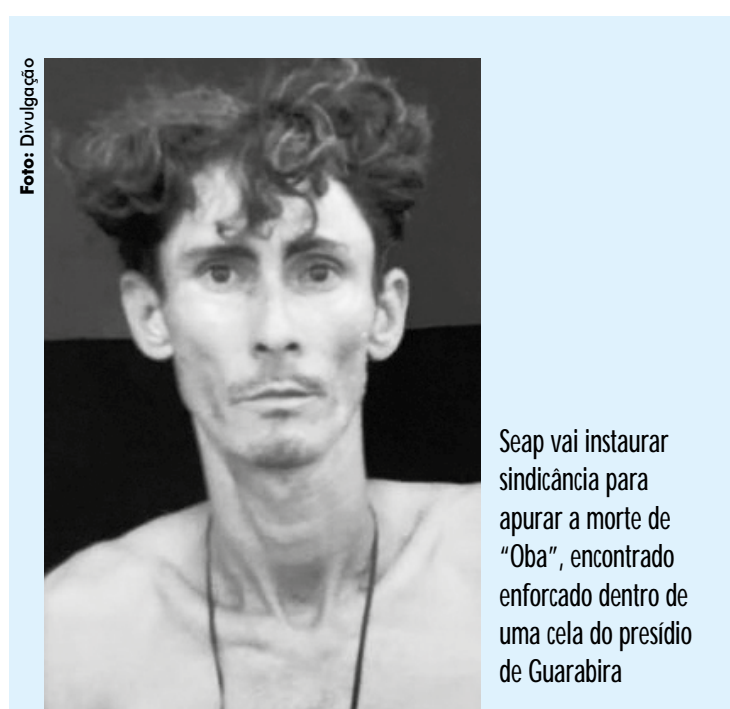 Foto: Divulgação
Seap vai instaurar
sindicância para
apurar a morte de
“Oba”, encontrado
enforcado dentro de
uma cela do presídio
de Guarabira